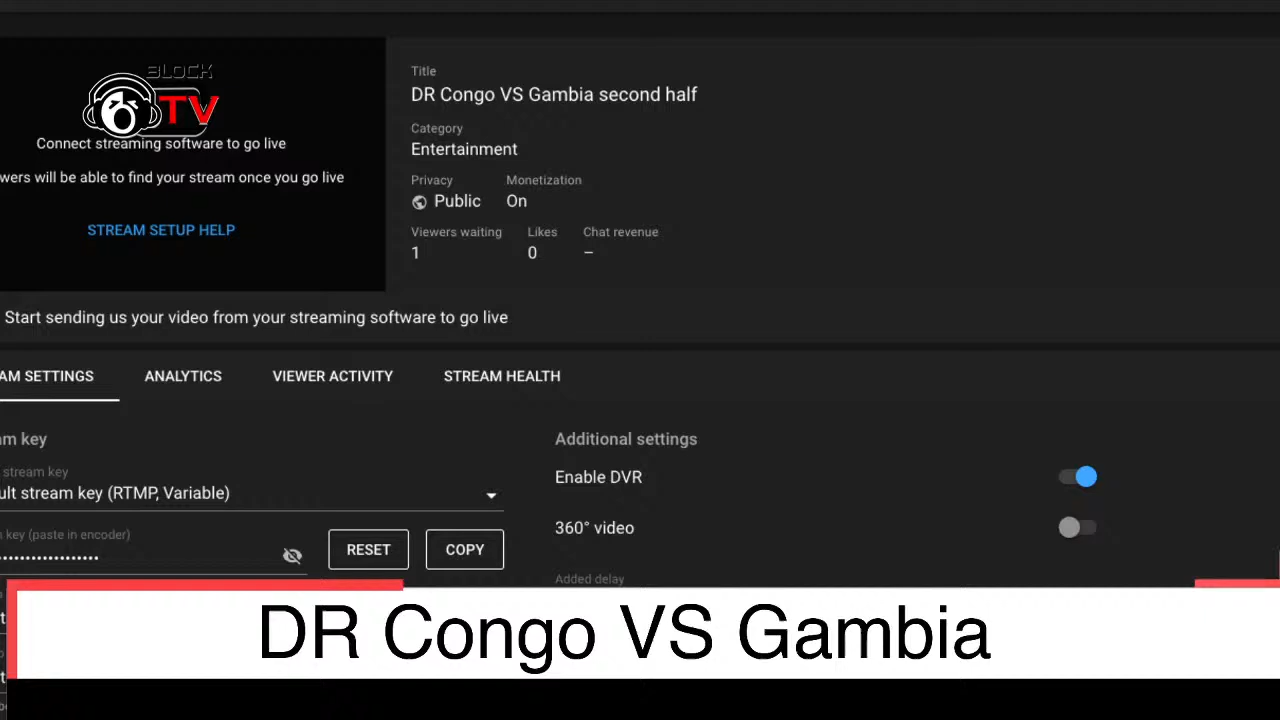 BLOCK
TV
Connect streaming software to go live
wers will be able to find your stream once you go live
STREAM SETUP HELP
Title
DR Congo VS Gambia second half
Category
Entertainment
Privacy
Monetization
Public
On
Viewers waiting
Likes
Chat revenue
1
0
–
Start sending us your video from your streaming software to go live
AM SETTINGS
ANALYTICS
VIEWER ACTIVITY
STREAM HEALTH
am key
Additional settings
stream key
Enable DVR
ult stream key (RTMP, Variable)
360° video
key (paste in encoder)
••••••••••••••••••
RESET
COPY
Added delay
DR Congo VS Gambia